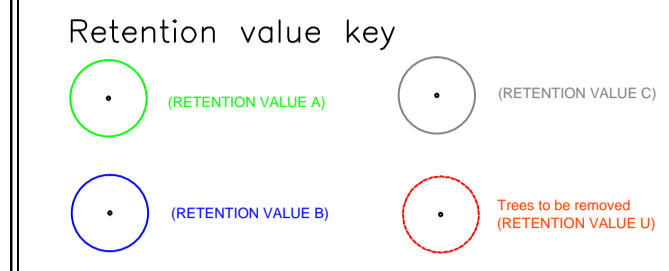 Retention value key
(RETENTION VALUE A)
(RETENTION VALUE C)
(RETENTION VALUE B)
Trees to be removed
(RETENTION VALUE U)